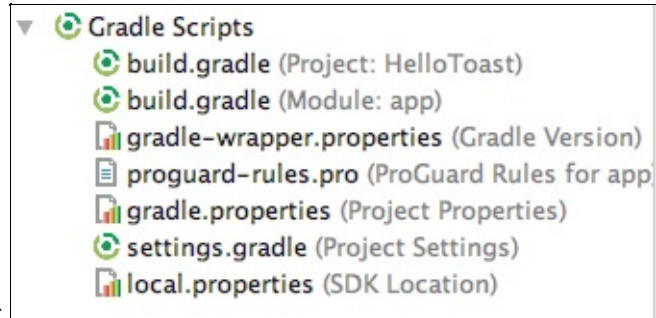 Gradle Scripts
build.gradle (Project: HelloToast)
build.gradle (Module: app)
gradle-wrapper.properties (Gradle Version)
proguard-rules.pro (ProGuard Rules for app)
gradle.properties (Project Properties)
settings.gradle (Project Settings)
local.properties (SDK Location)